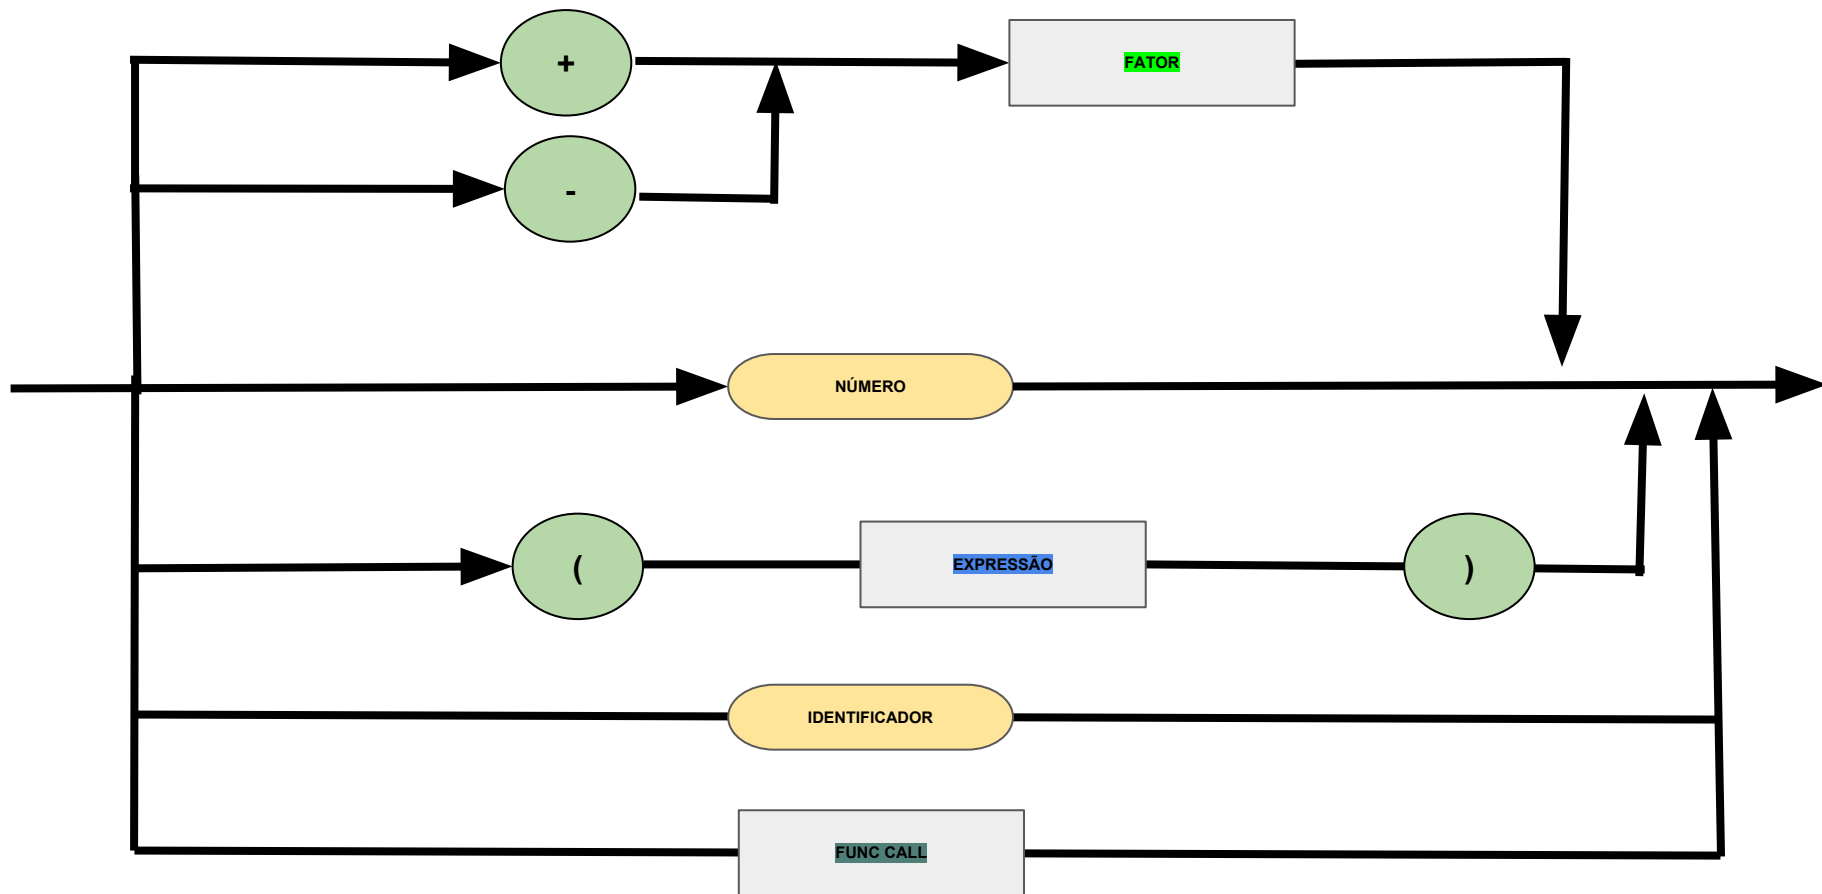 +
FATOR
-
NÚMERO
(
EXPRESSÃO
)
IDENTIFICADOR
FUNC CALL